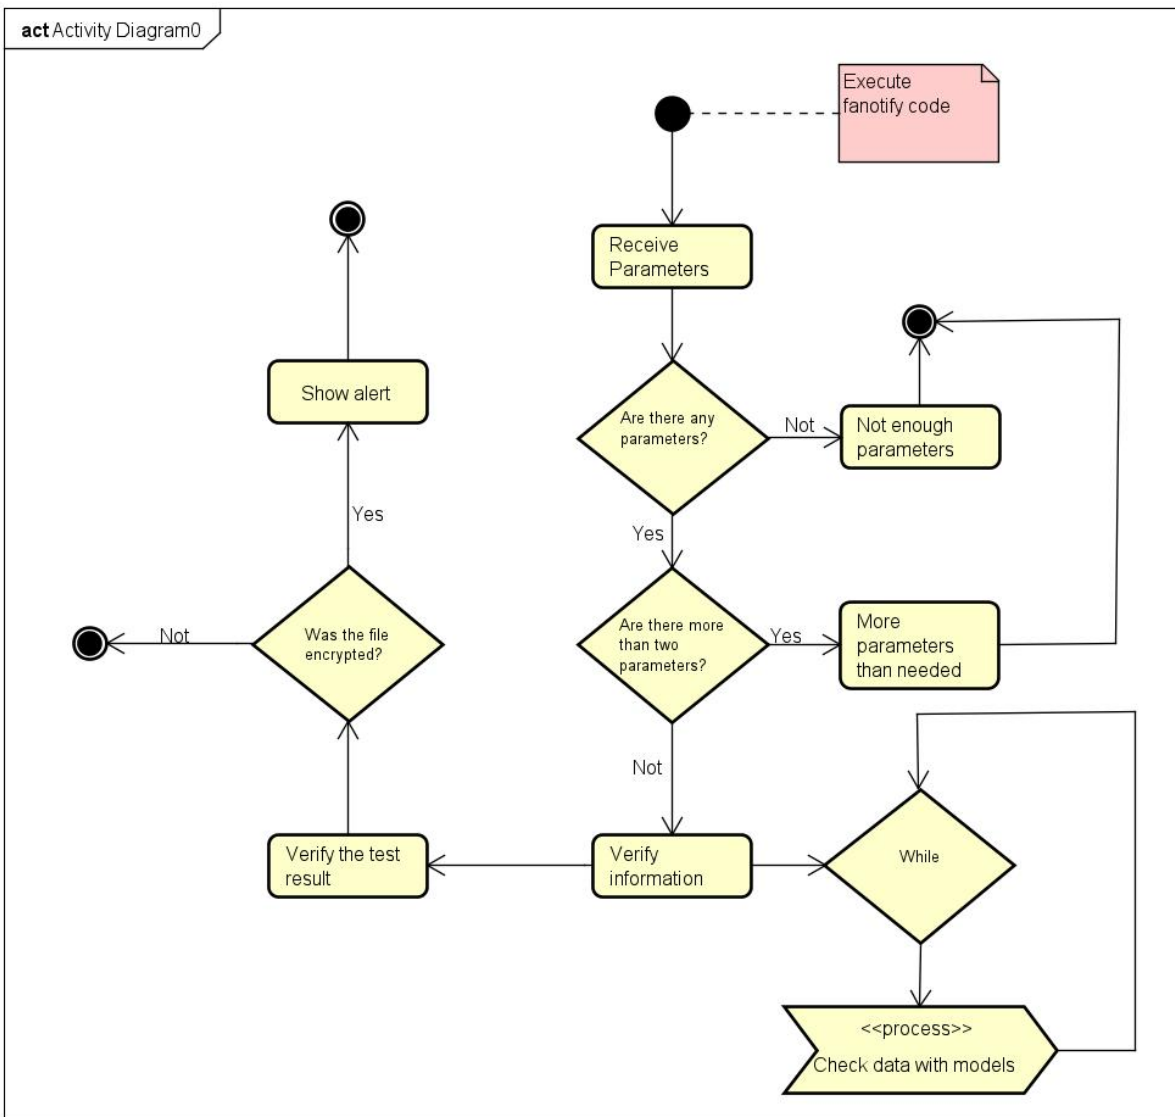 act Activity Diagram0
Execute
fanotify code
Receive
Parameters
Are there any
parameters?
Not
Not enough
parameters
Show alert
Yes
Yes
Are there more
than two
parameters?
Yes
More
parameters
than needed
Was the file
encrypted?
Not
Not
Verify the test
result
Verify
information
While
<<process>>
Check data with models